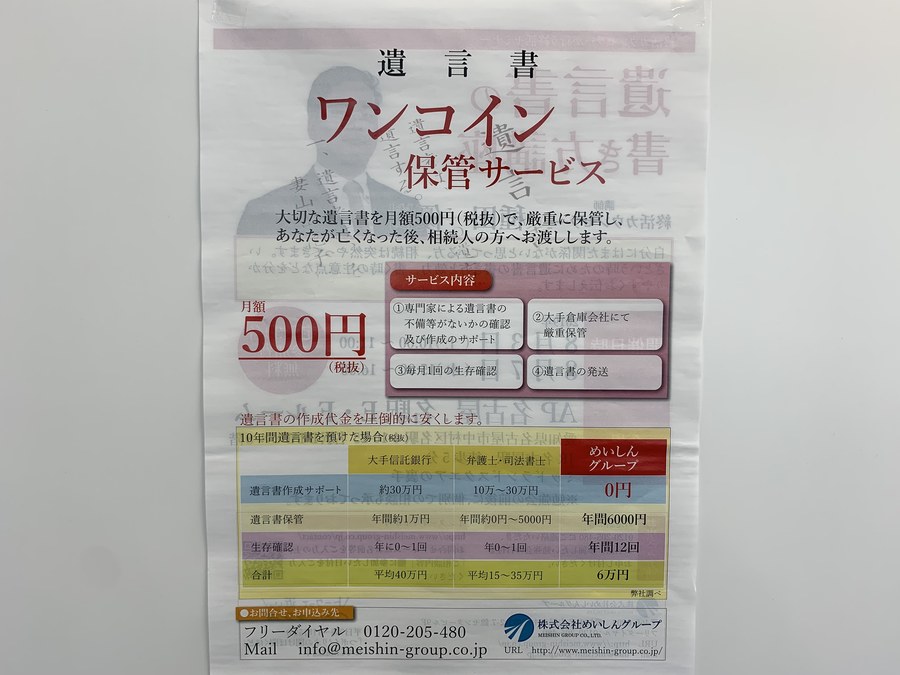 遺言書
ワンコイン
保管サービス
大切な遺言書を月額500円(税抜)で、厳重に保管し、
あなたが亡くなった後、相続人の方へお渡しします。
月額
500円
(税抜)
サービス内容
①専門家による遺言書の
不備等がないかの確認
及び作成のサポート
②大手倉庫会社にて
厳重保管
③毎月1回の生存確認
④遺言書の発送
遺言書の作成代金を圧倒的に安くします。
10年間遺言書を預けた場合(税抜)
大手信託銀行 弁護士・司法書士 めいしん
グループ
遺言書作成サポート 約30万円 10万〜30万円 0円
遺言書保管 年間約1万円 年間約0円〜5000円 年間6000円
生存確認 年に0〜1回 年0〜1回 年間12回
合計 平均40万円 平均15〜35万円 6万円
弊社調べ
●お問合せ、お申込み先
フリーダイヤル 0120-205-480
Mail info@meishin-group.co.jp
株式会社めいしんグループ
MEISHIN GROUP CO.,LTD.
URL http://www.meishin-group.co.jp/